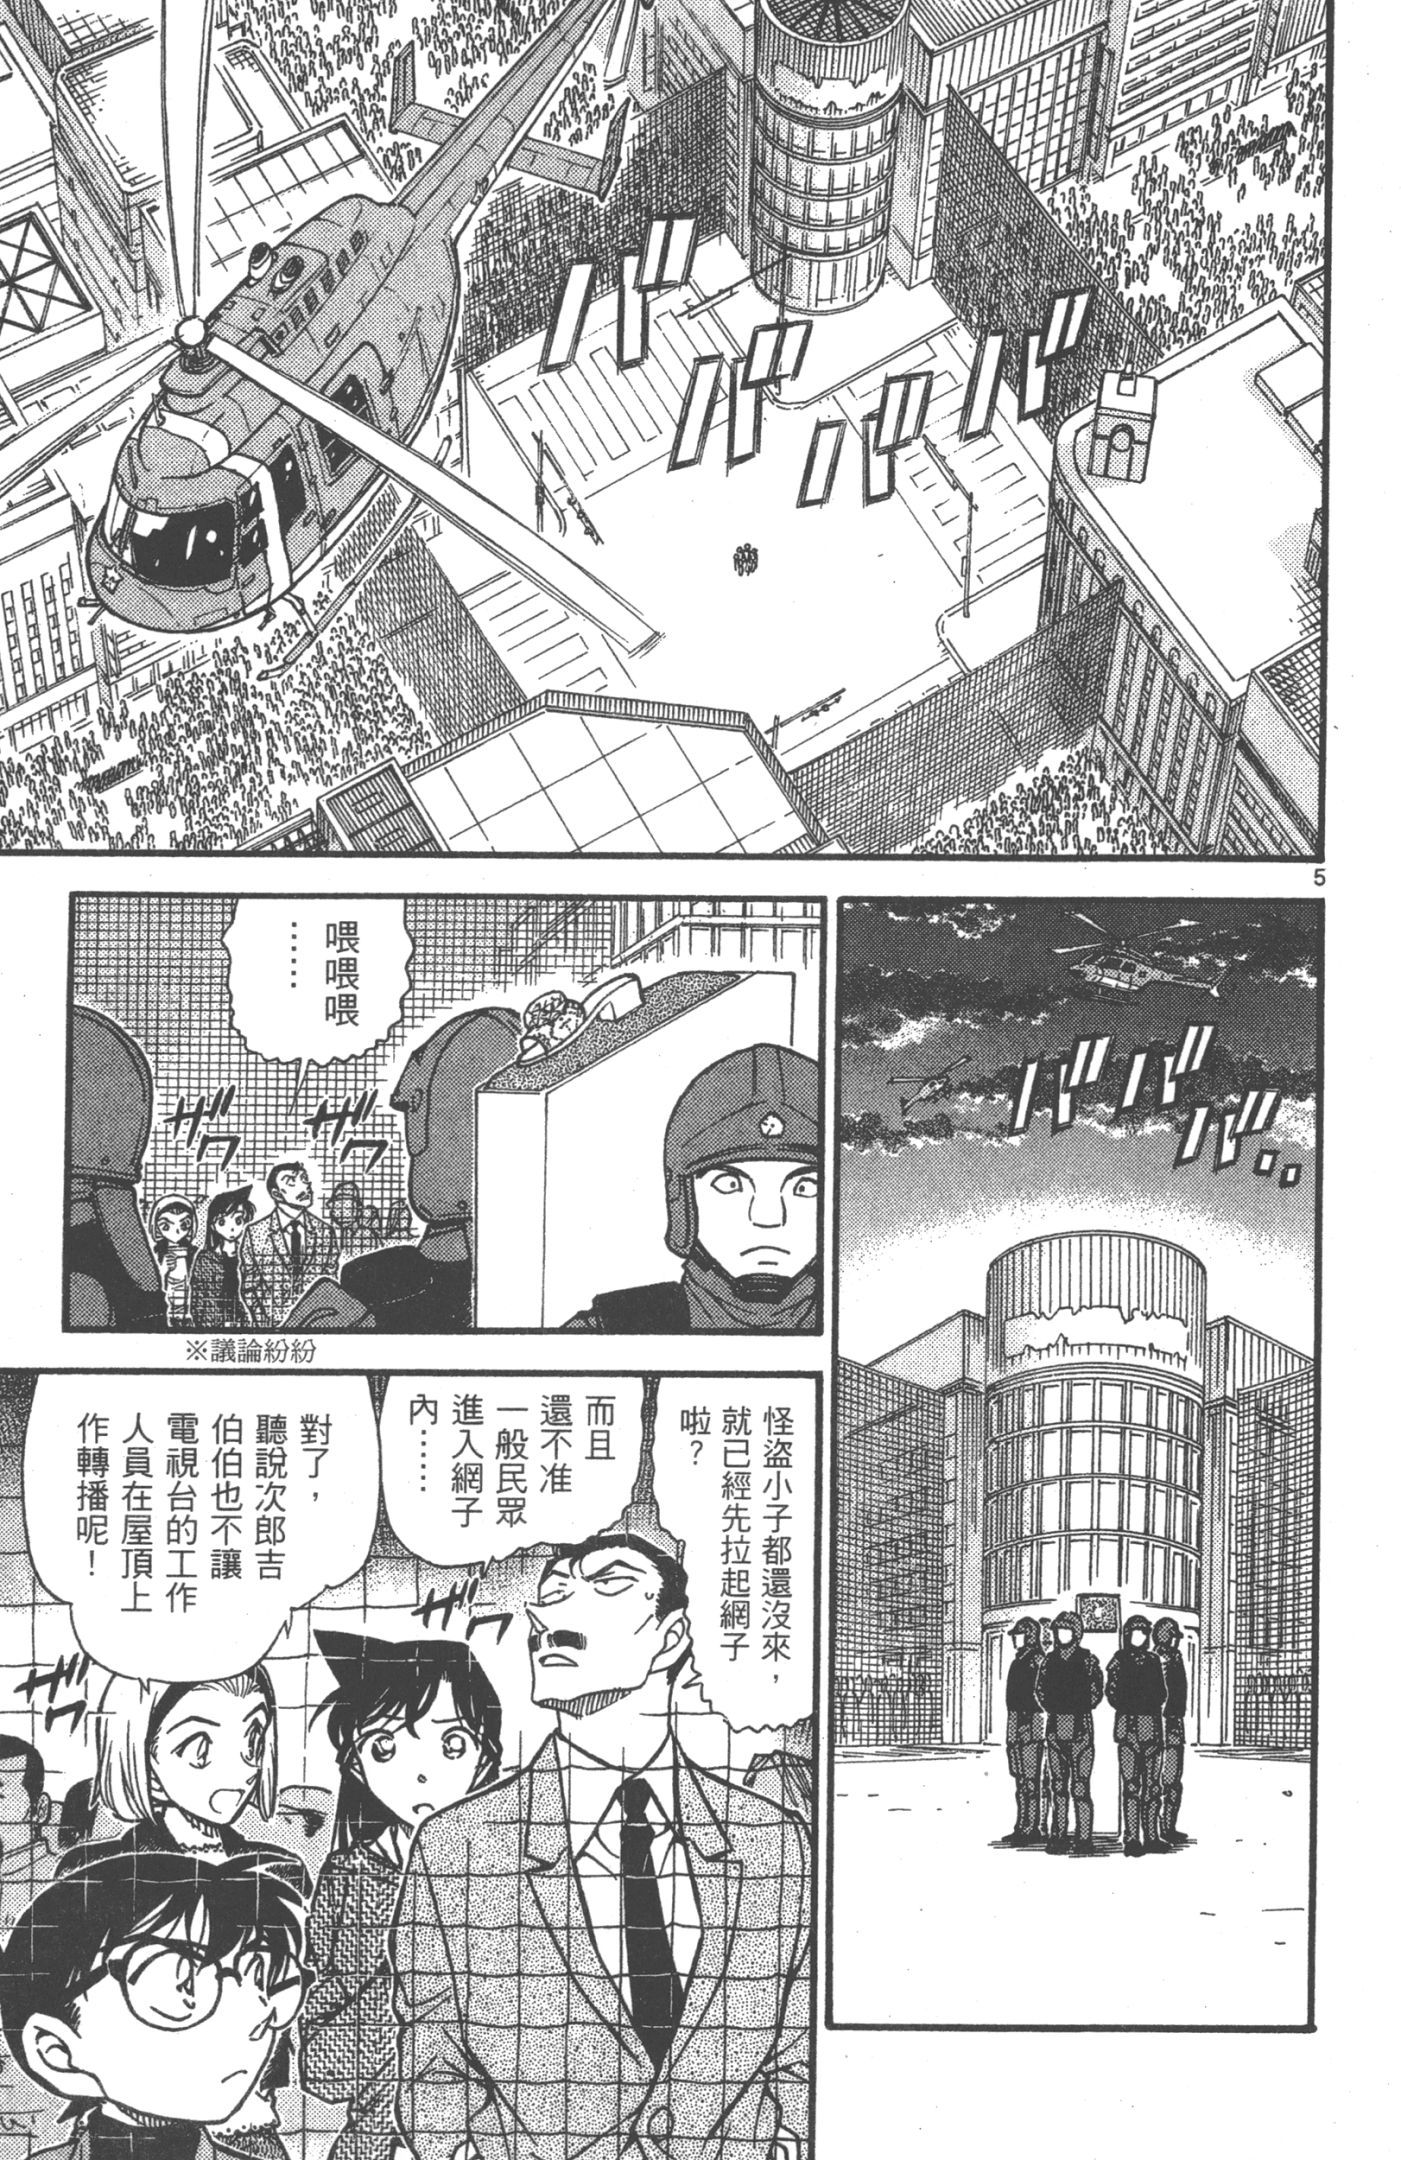 バババババババ
5
バババババ...
喂喂喂
⋯⋯
ザワ
ザワ
※議論紛紛
怪盜小子都還沒來，
就已經先拉起網子
啦？
而且
還不准
一般民眾
進入網子
內⋯⋯
ザワ
對了，
聽說次郎吉
伯伯也不讓
電視台的工作
人員在屋頂上
作轉播呢！
ザワ